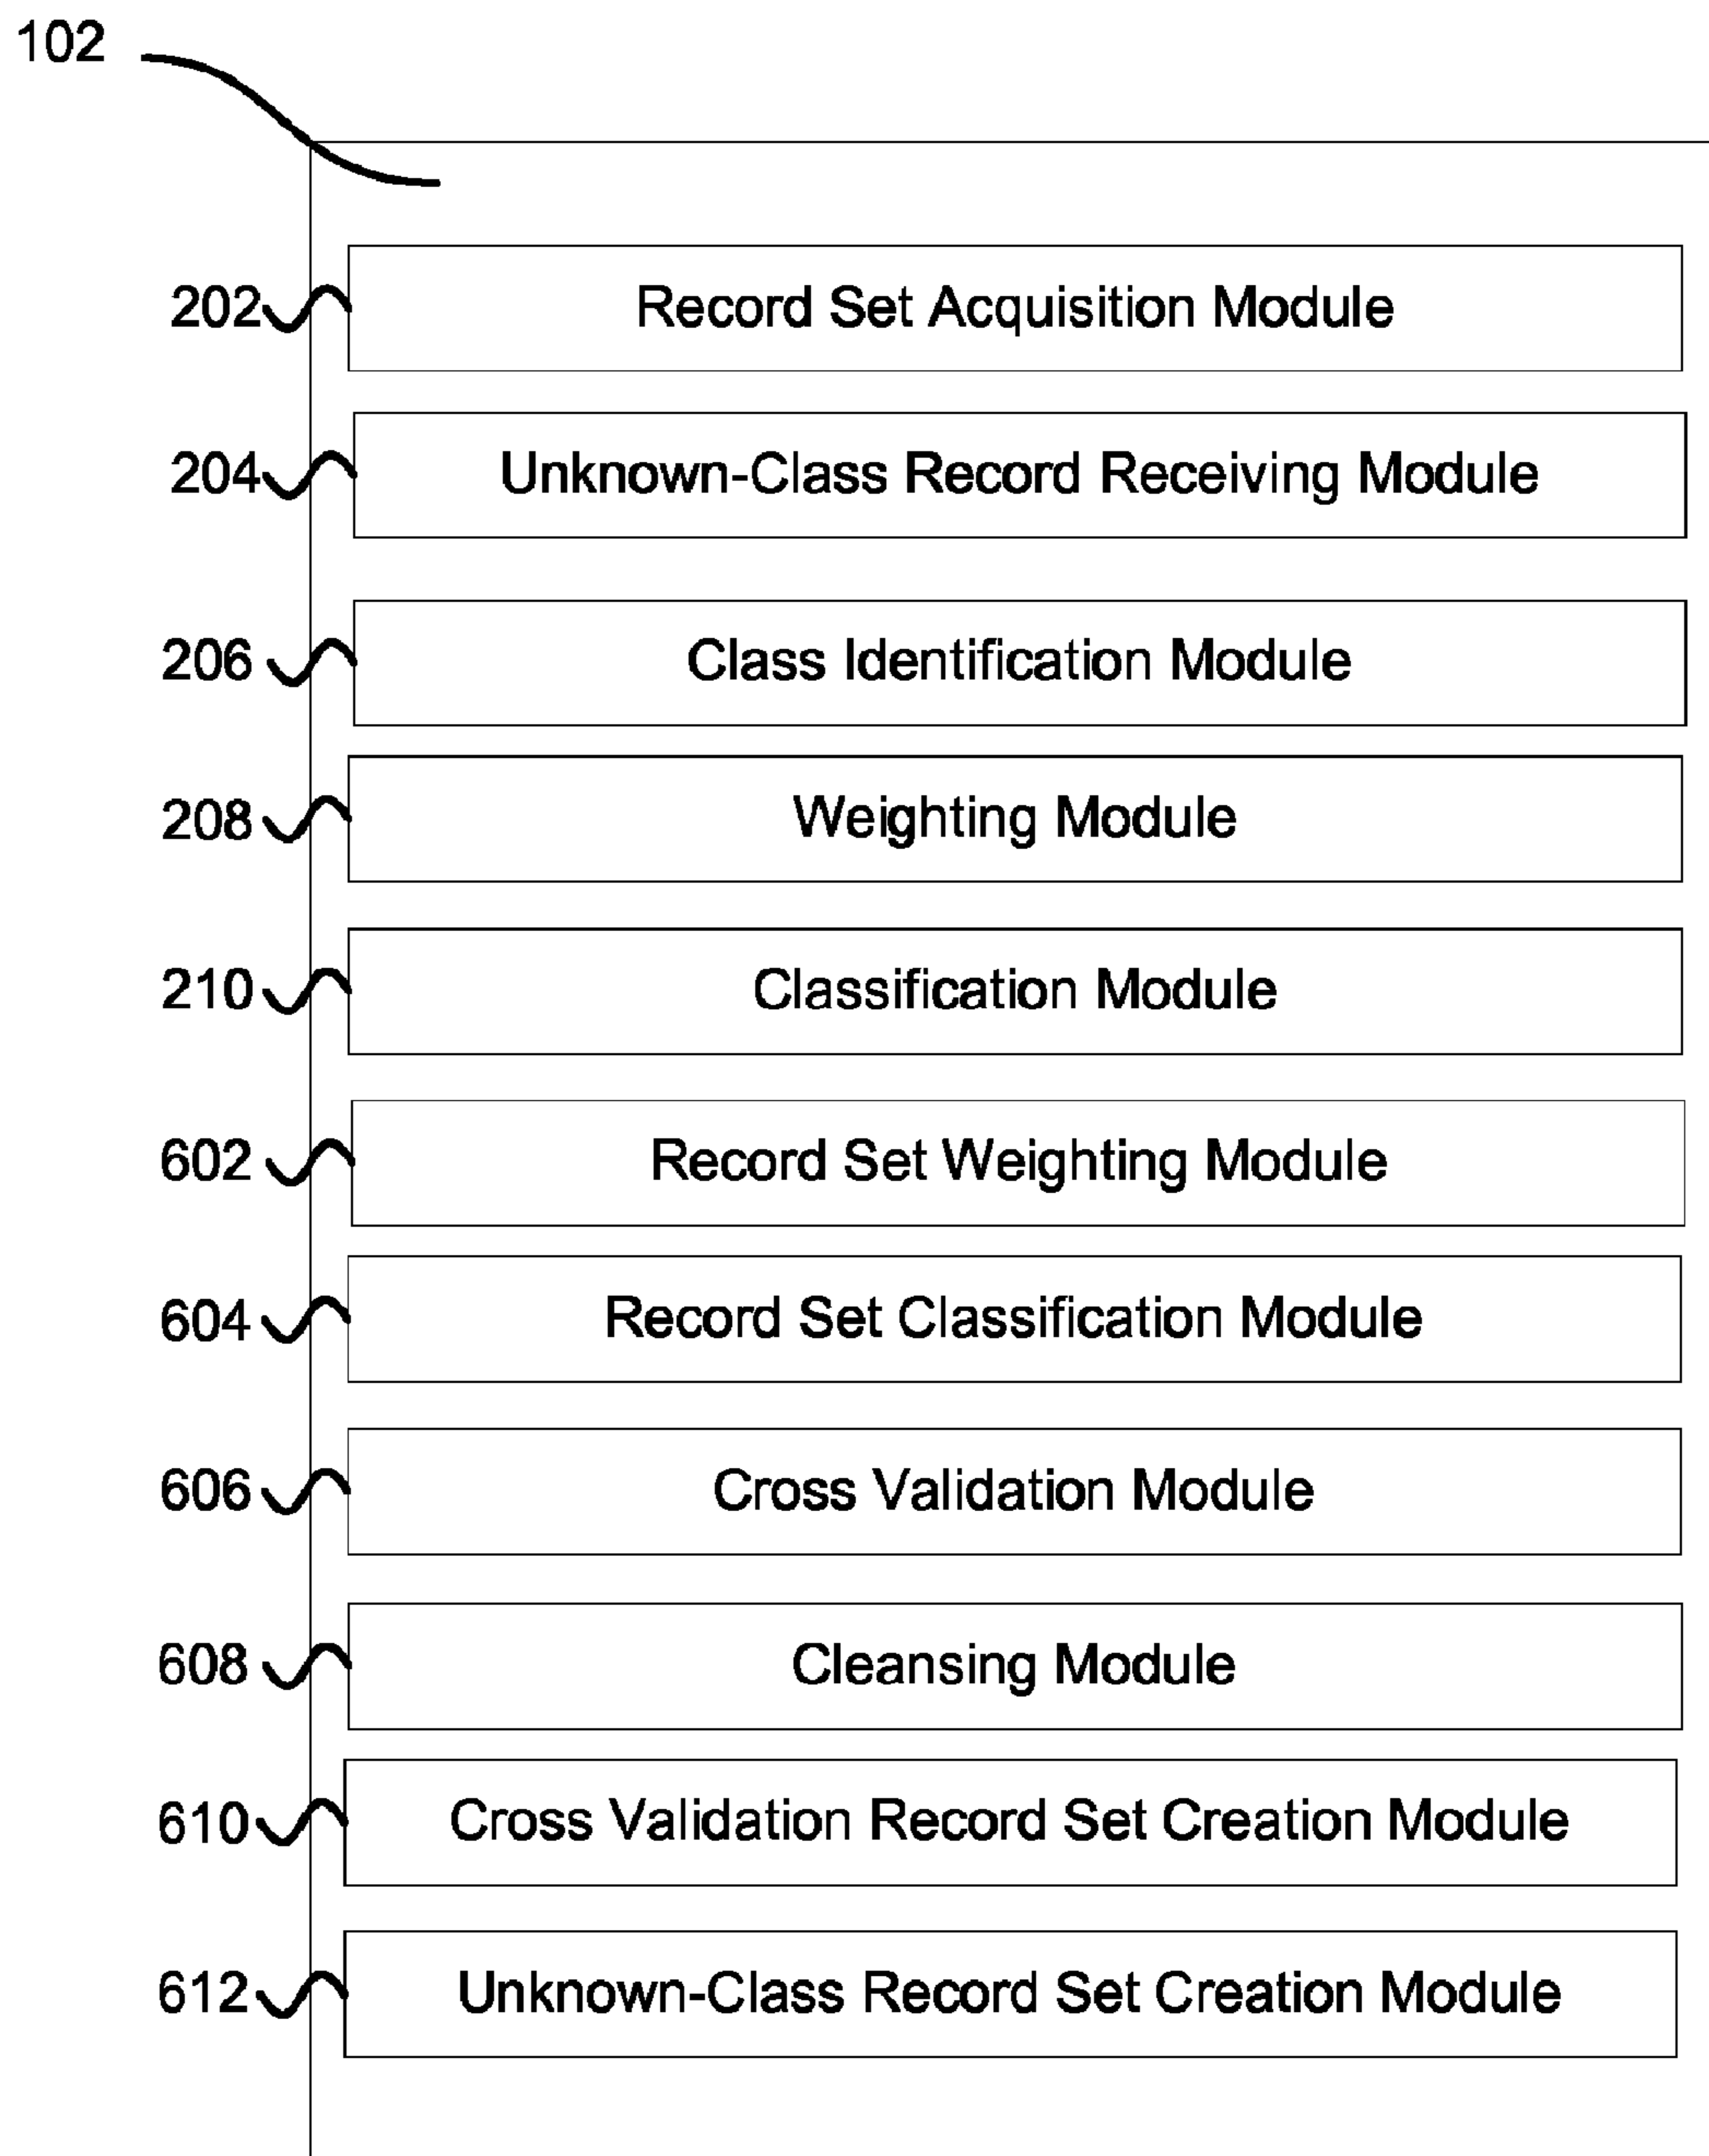 102
202 Record Set Acquisition Module
204 Unknown-Class Record Receiving Module
206 Class Identification Module
208 Weighting Module
210 Classification Module
602 Record Set Weighting Module
604 Record Set Classification Module
606 Cross Validation Module
608 Cleansing Module
610 Cross Validation Record Set Creation Module
612 Unknown-Class Record Set Creation Module